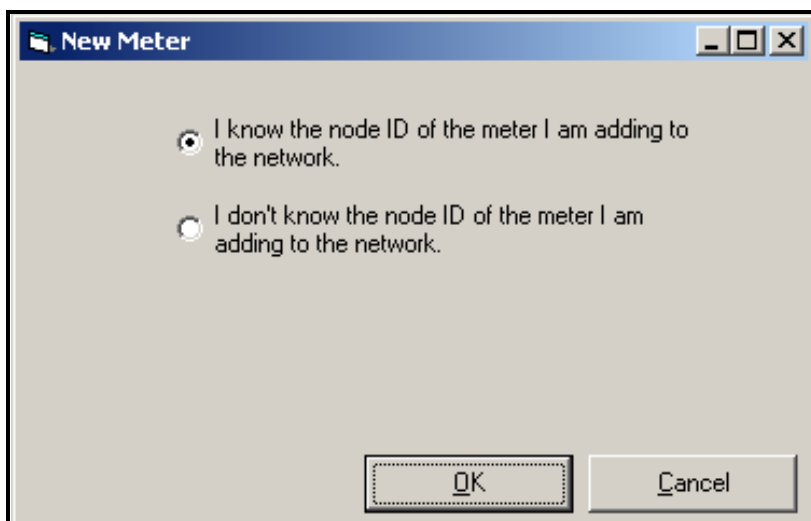 New Meter
I know the node ID of the meter I am adding to
the network.
I don't know the node ID of the meter I am
adding to the network.
OK
Cancel